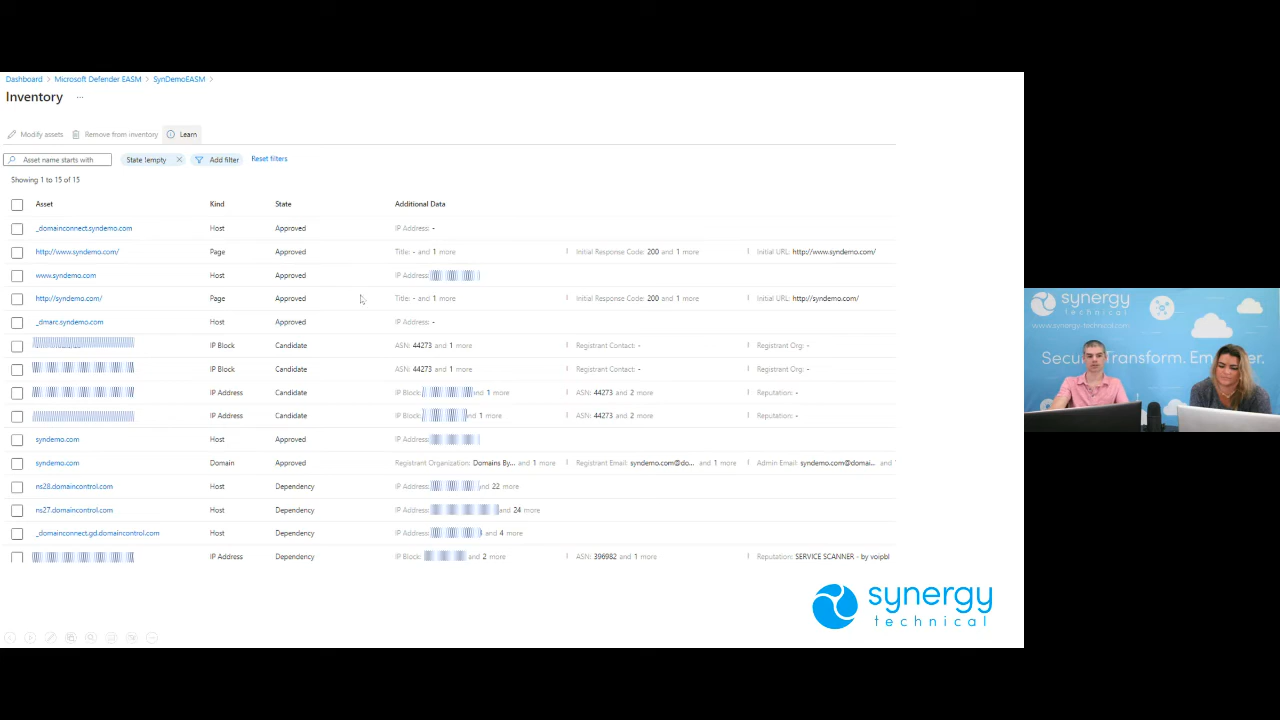 Dashboard > Microsoft Defender EASM > SynDemoEASM >
Inventory ...
Modify assets Remove from inventory Learn
Asset name starts with State !empty × Add filter Reset filters
Showing 1 to 15 of 15
Asset Kind State Additional Data
_domainconnect.syndemo.com Host Approved IP Address: -
http://www.syndemo.com/ Page Approved Title: - and 1 more | Initial Response Code: 200 and 1 more | Initial URL: http://www.syndemo.com/
www.syndemo.com Host Approved IP Address:
http://syndemo.com/ Page Approved Title: - and 1 more | Initial Response Code: 200 and 1 more | Initial URL: http://syndemo.com/
_dmarc.syndemo.com Host Approved IP Address: -
IP Block Candidate ASN: 44273 and 1 more | Registrant Contact: - | Registrant Org: -
IP Block Candidate ASN: 44273 and 1 more | Registrant Contact: - | Registrant Org: -
IP Address Candidate IP Block: and 1 more | ASN: 44273 and 2 more | Reputation: -
IP Address Candidate IP Block: and 1 more | ASN: 44273 and 2 more | Reputation: -
syndemo.com Host Approved IP Address:
syndemo.com Domain Approved Registrant Organization: Domains By... and 1 more | Registrant Email: syndemo.com@do... and 1 more | Admin Email: syndemo.com@domai... and
ns28.domaincontrol.com Host Dependency IP Address: and 22 more
ns27.domaincontrol.com Host Dependency IP Address: and 24 more
_domainconnect.gd.domaincontrol.com Host Dependency IP Address: and 4 more
IP Address Dependency IP Block: and 2 more | ASN: 396982 and 1 more | Reputation: SERVICE SCANNER - by voipbl
synergy
technical
synergy
technical
www.synergy-technical.com
Secure. Transform. Em er.